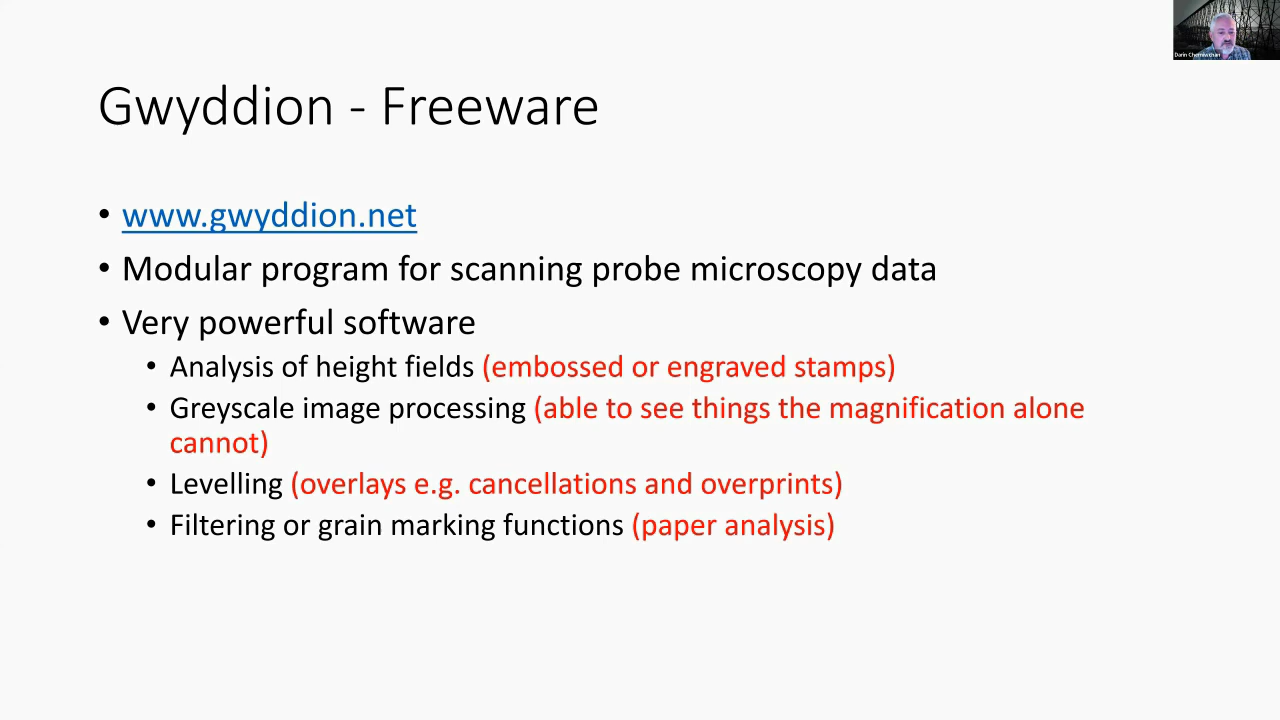 Gwyddion - Freeware
• www.gwyddion.net
• Modular program for scanning probe microscopy data
• Very powerful software
• Analysis of height fields (embossed or engraved stamps)
• Greyscale image processing (able to see things the magnification alone
cannot)
• Levelling (overlays e.g. cancellations and overprints)
• Filtering or grain marking functions (paper analysis)
Darin Cherniwchan